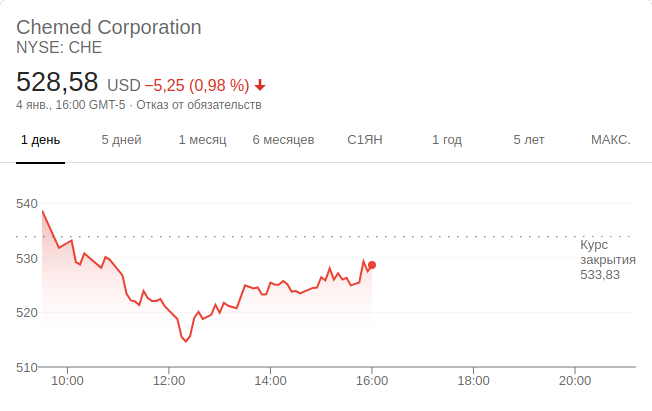 Chemed Corporation
NYSE: CHE
528,58 USD −5,25 (0,98 %)
4 янв., 16:00 GMT-5 · Отказ от обязательств
1 день 5 дней 1 месяц 6 месяцев С1ЯН 1 год 5 лет МАКС.
540
530
520
510
Курс
закрытия
533,83
10:00 12:00 14:00 16:00 18:00 20:00